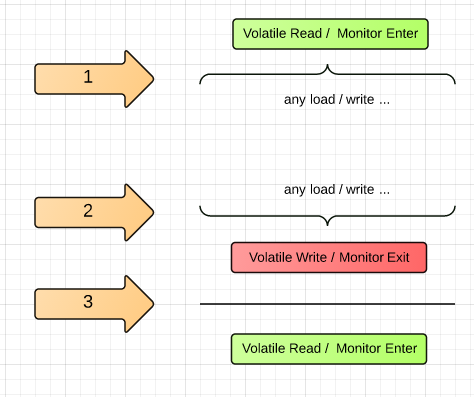 Volatile Read / Monitor Enter
1
any load / write ...
any load / write ...
2
Volatile Write / Monitor Exit
3
Volatile Read / Monitor Enter